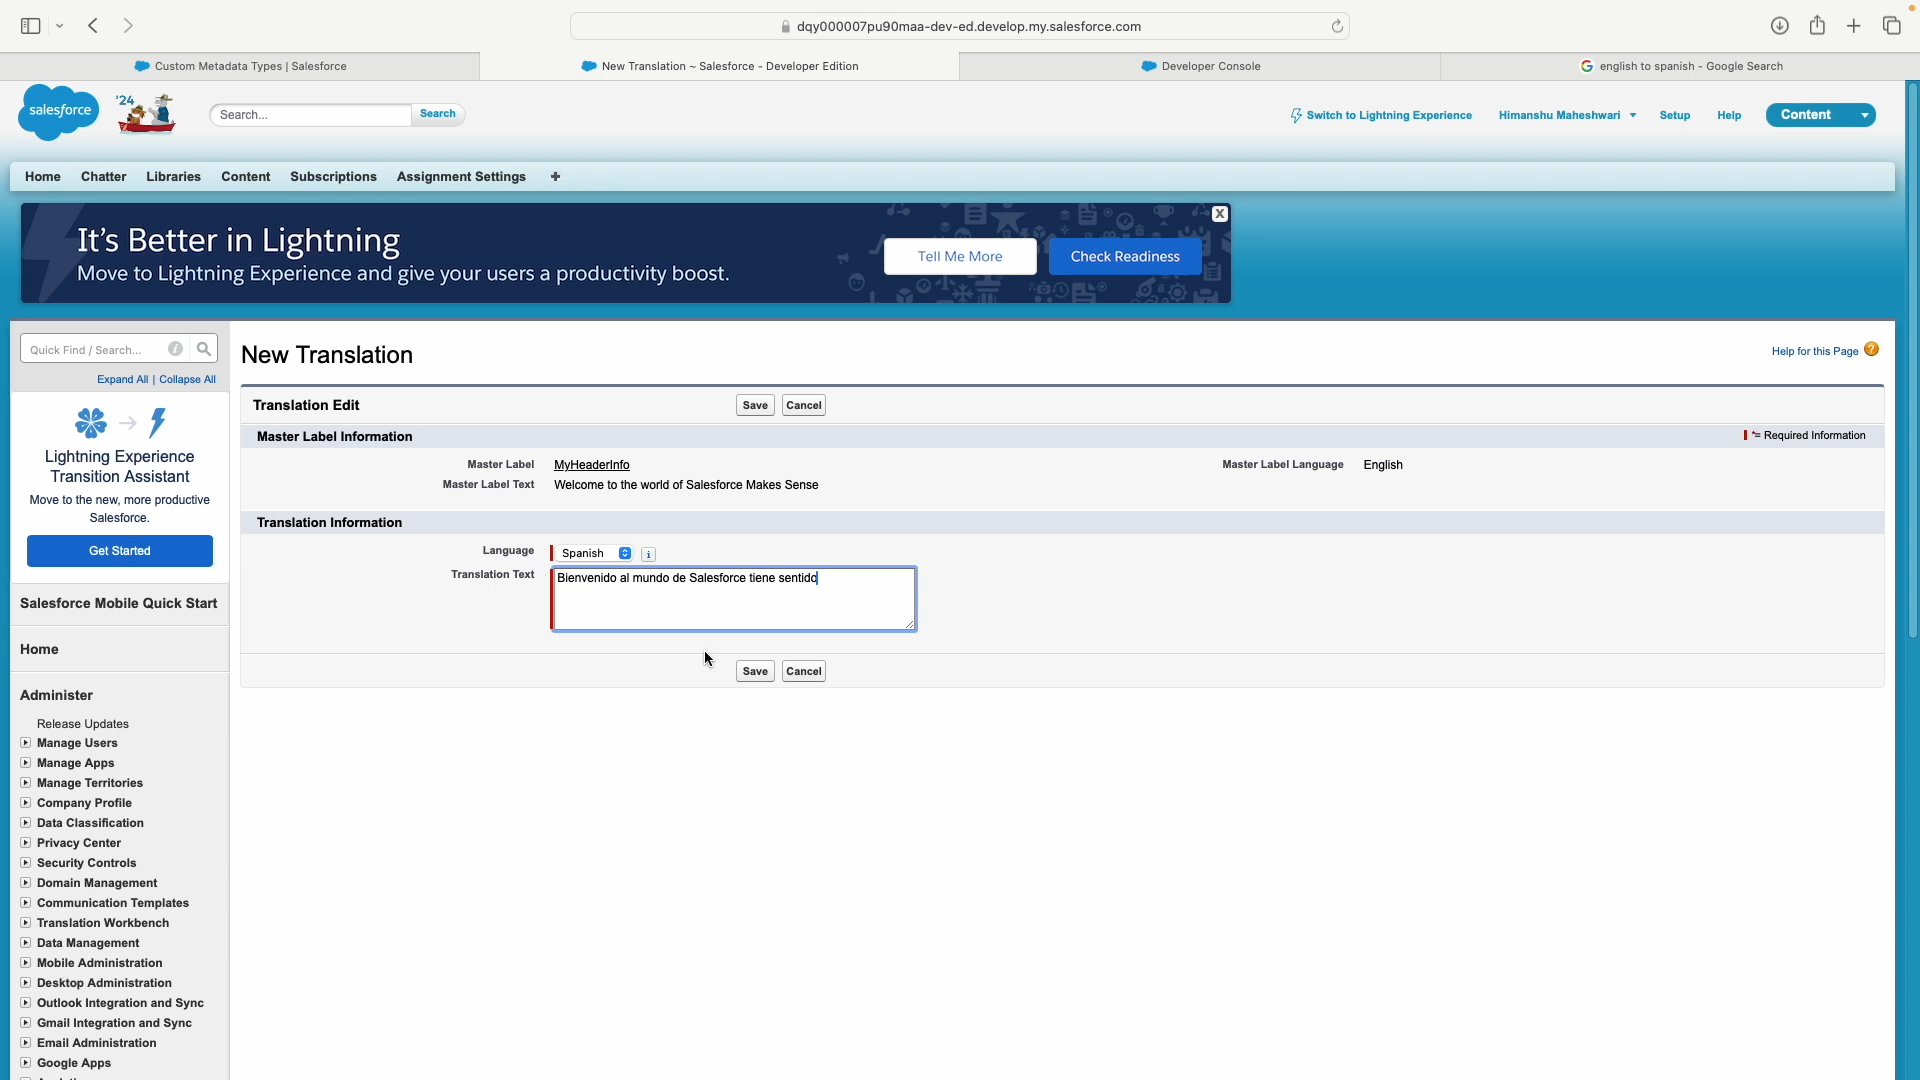 dqy000007pu90maa-dev-ed.develop.my.salesforce.com
Custom Metadata Types | Salesforce
New Translation ~ Salesforce - Developer Edition
Developer Console
english to spanish - Google Search
salesforce
'24
Search...
Search
Switch to Lightning Experience
Himanshu Maheshwari
Setup
Help
Content
Home
Chatter
Libraries
Content
Subscriptions
Assignment Settings
+
It's Better in Lightning
Move to Lightning Experience and give your users a productivity boost.
Tell Me More
Check Readiness
X
Quick Find / Search...
Expand All | Collapse All
Lightning Experience
Transition Assistant
Move to the new, more productive
Salesforce.
Get Started
Salesforce Mobile Quick Start
Home
Administer
Release Updates
Manage Users
Manage Apps
Manage Territories
Company Profile
Data Classification
Privacy Center
Security Controls
Domain Management
Communication Templates
Translation Workbench
Data Management
Mobile Administration
Desktop Administration
Outlook Integration and Sync
Gmail Integration and Sync
Email Administration
Google Apps
New Translation
Help for this Page
Translation Edit
Save
Cancel
Master Label Information
*= Required Information
Master Label MyHeaderInfo
Master Label Language English
Master Label Text Welcome to the world of Salesforce Makes Sense
Translation Information
Language Spanish
Translation Text Bienvenido al mundo de Salesforce tiene sentido
Save
Cancel